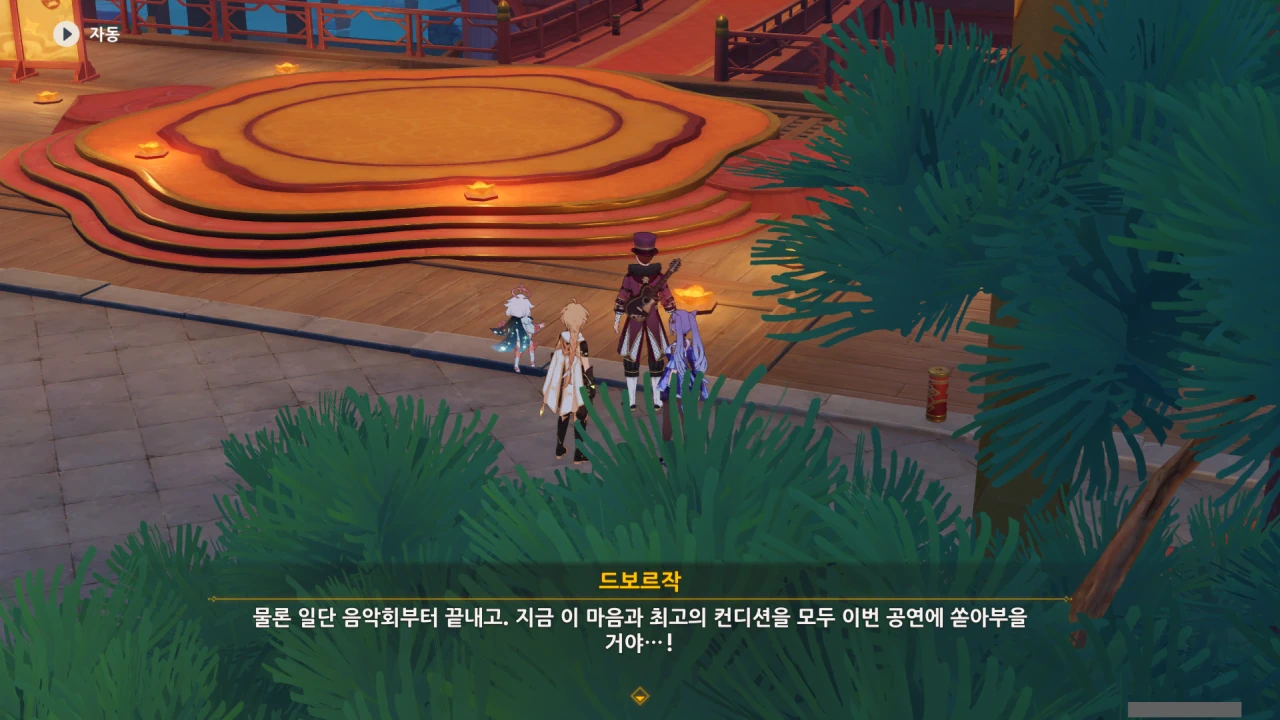 자동
드보르작
물론 일단 음악회부터 끝내고. 지금 이 마음과 최고의 컨디션을 모두 이번 공연에 쏟아부을
거야…!